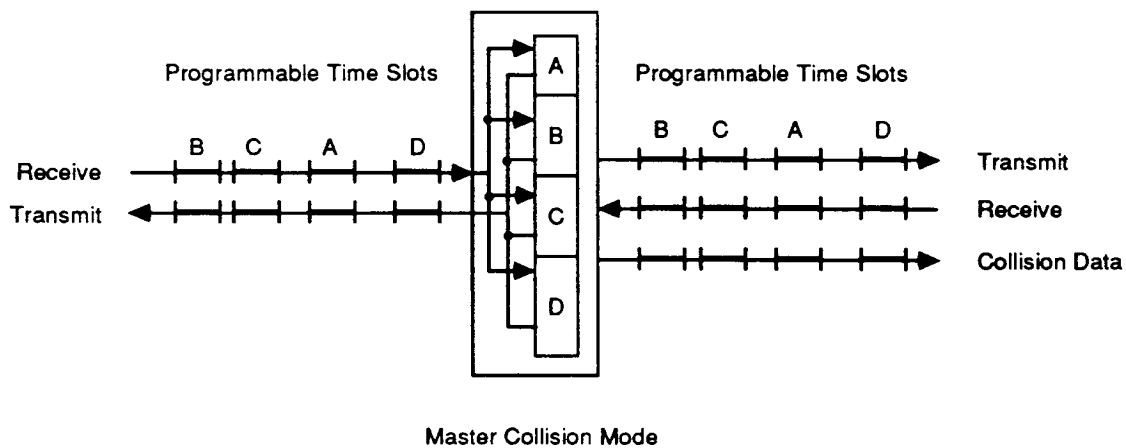 Programmable Time Slots
B C A D
Receive
Transmit
A
B
C
D
Programmable Time Slots
B C A D
Transmit
Receive
Collision Data
Master Collision Mode